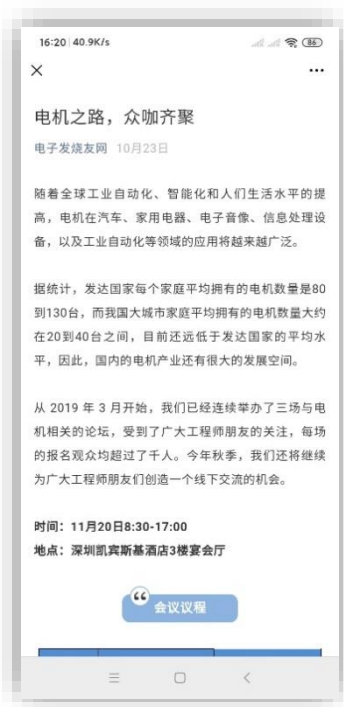 16:20 40.9K/s 86
电机之路，众咖齐聚
电子发烧友网 10月23日
随着全球工业自动化、智能化和人们生活水平的提
高，电机在汽车、家用电器、电子音像、信息处理设
备，以及工业自动化等领域的应用将越来越广泛。
据统计，发达国家每个家庭平均拥有的电机数量是80
到130台，而我国大城市家庭平均拥有的电机数量大约
在20到40台之间，目前还远低于发达国家的平均水
平，因此，国内的电机产业还有很大的发展空间。
从 2019 年 3 月开始，我们已经连续举办了三场与电
机相关的论坛，受到了广大工程师朋友的关注，每场
的报名观众均超过了千人。今年秋季，我们还将继续
为广大工程师朋友们创造一个线下交流的机会。
时间：11月20日8:30-17:00
地点：深圳凯宾斯基酒店3楼宴会厅
会议议程